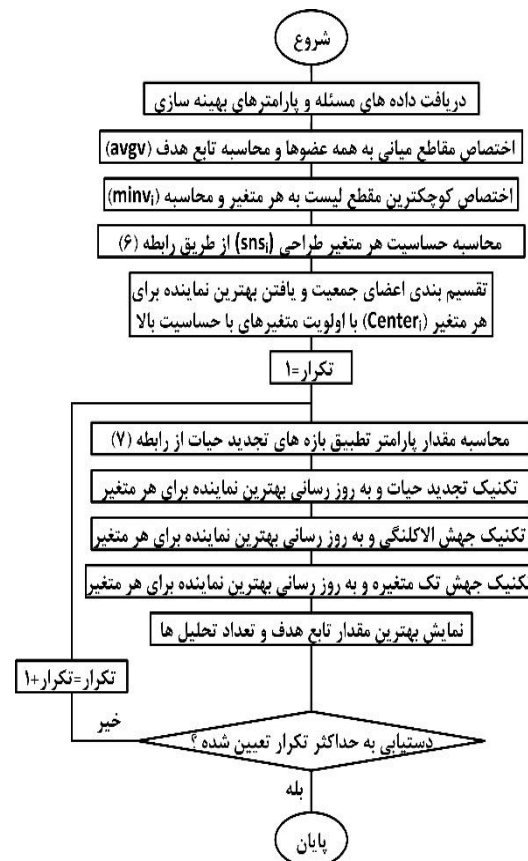 شروع
دریافت داده های مسئله و پارامترهای بهینه سازی
اختصاص مقاطع میانی به همه عضوها و محاسبه تابع هدف (avgv)
اختصاص کوچکترین مقطع لیست به هر متغیر و محاسبه (minvi)
محاسبه حساسیت هر متغیر طراحی (snsi) از طریق رابطه (۶)
تقسیم بندی اعضای جمعیت و یافتن بهترین نماینده برای
هر متغیر (Centeri) با اولویت متغیرهای با حساسیت بالا
تکرار=۱
محاسبه مقدار پارامتر تطبیق بازه های تجدید حیات از رابطه (۷)
تکنیک تجدید حیات و به روز رسانی بهترین نماینده برای هر متغیر
تکنیک جهش الاکلنگی و به روز رسانی بهترین نماینده برای هر متغیر
تکنیک جهش تک متغیره و به روز رسانی بهترین نماینده برای هر متغیر
نمایش بهترین مقدار تابع هدف و تعداد تحلیل ها
تکرار=تکرار+۱
خیر
دستیابی به حداکثر تکرار تعیین شده ؟
بله
پایان